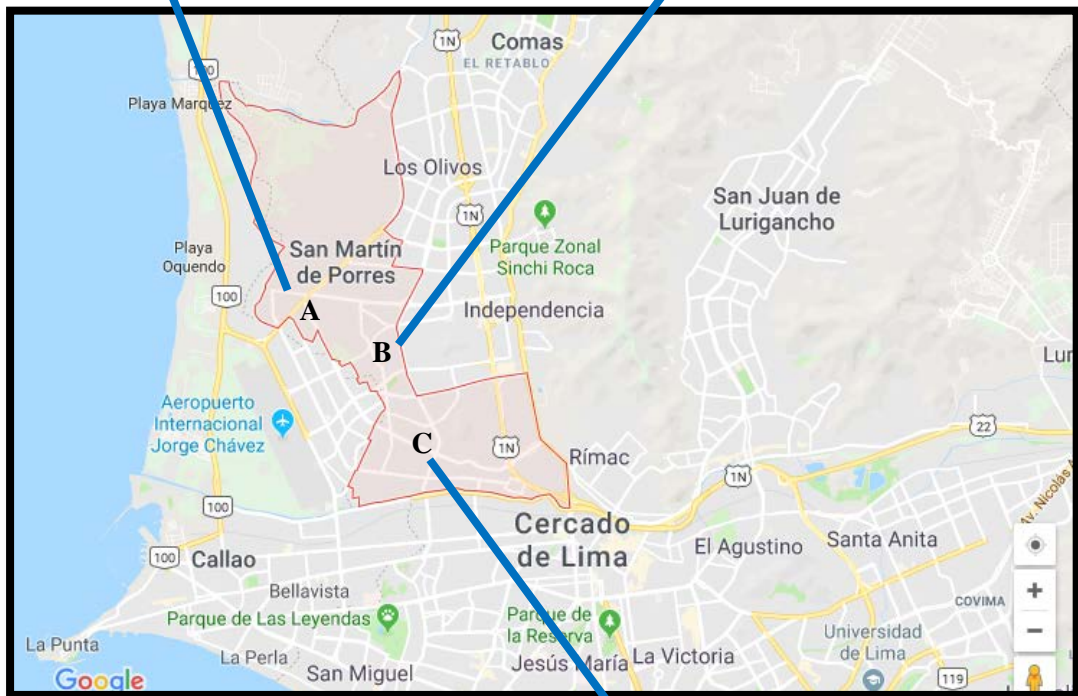 1N
Comas
EL RETABLO
100
Playa Marquez
Los Olivos
San Juan de
Lurigancho
1N
Parque Zonal
Sinchi Roca
Playa
Oquendo
San Martín
de Porres
100
A
Independencia
B
Lur
Aeropuerto
Internacional
Jorge Chávez
C
1N
Rímac
22
1N
100
Av. Nicolás A
Cercado
de Lima
100
Callao
El Agustino
Santa Anita
Bellavista
COVIMA
Parque de Las Leyendas
Parque de
la Reserva
Universidad
de Lima
La Punta
La Perla
San Miguel
Jesús María
La Victoria
119
Google
+
−